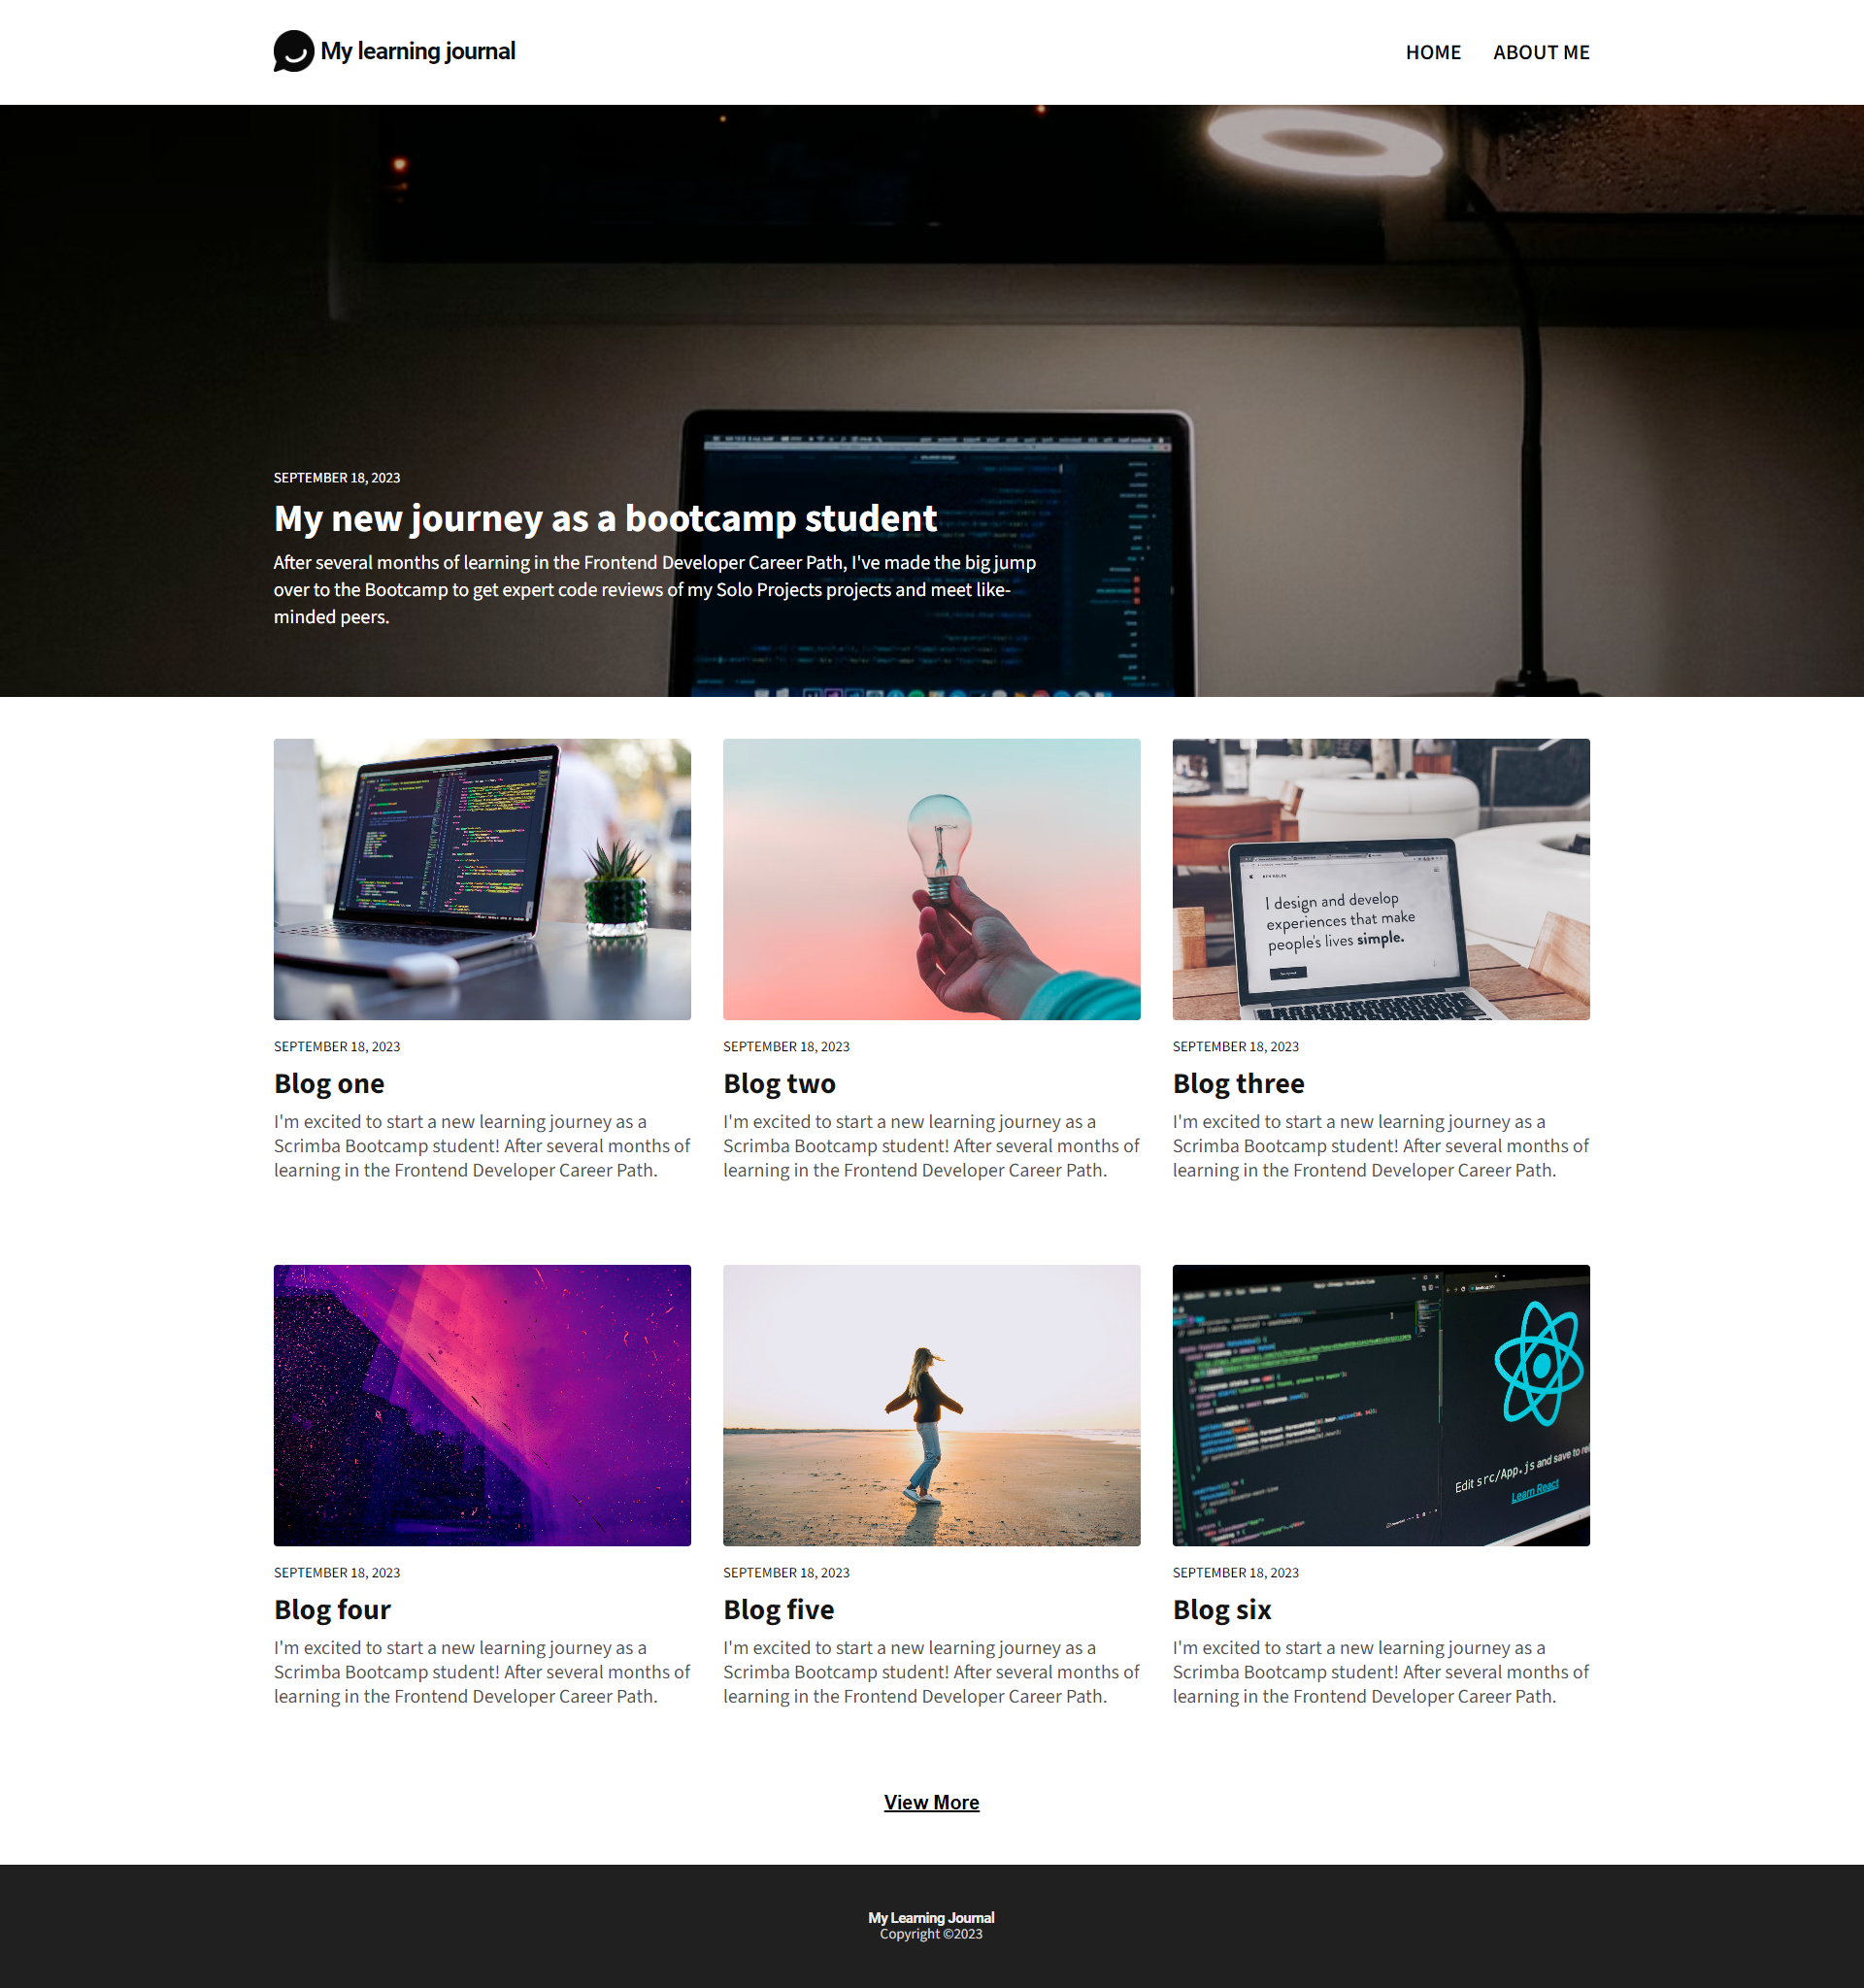 My learning journal
HOME
ABOUT ME
SEPTEMBER 18, 2023
My new journey as a bootcamp student
After several months of learning in the Frontend Developer Career Path, I've made the big jump
over to the Bootcamp to get expert code reviews of my Solo Projects projects and meet like-
minded peers.
I design and develop
experiences that make
people's lives simple.
SEPTEMBER 18, 2023
Blog one
I'm excited to start a new learning journey as a
Scrimba Bootcamp student! After several months of
learning in the Frontend Developer Career Path.
SEPTEMBER 18, 2023
Blog two
I'm excited to start a new learning journey as a
Scrimba Bootcamp student! After several months of
learning in the Frontend Developer Career Path.
SEPTEMBER 18, 2023
Blog three
I'm excited to start a new learning journey as a
Scrimba Bootcamp student! After several months of
learning in the Frontend Developer Career Path.
Edit src/App.js and save to
Learn React
SEPTEMBER 18, 2023
Blog four
I'm excited to start a new learning journey as a
Scrimba Bootcamp student! After several months of
learning in the Frontend Developer Career Path.
SEPTEMBER 18, 2023
Blog five
I'm excited to start a new learning journey as a
Scrimba Bootcamp student! After several months of
learning in the Frontend Developer Career Path.
SEPTEMBER 18, 2023
Blog six
I'm excited to start a new learning journey as a
Scrimba Bootcamp student! After several months of
learning in the Frontend Developer Career Path.
View More
My Learning Journal
Copyright ©2023